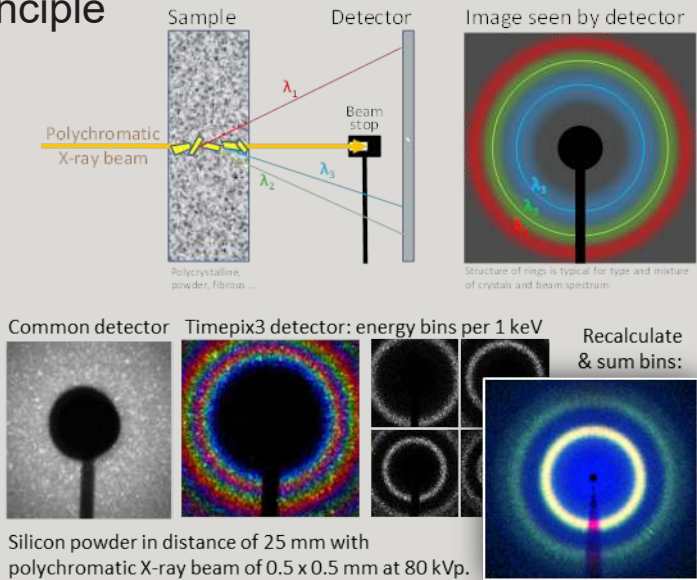 nciple
Sample
Detector
Image seen by detector
λ1
Beam
stop
Polychromatic
X-ray beam
λ3
λ2
λ3
λ2
Polycrystalline,
powder, fibrous ...
Structure of rings is typical for type and mixture
of crystals and beam spectrum.
Common detector
Timepix3 detector: energy bins per 1 keV
Recalculate
& sum bins:
Silicon powder in distance of 25 mm with
polychromatic X-ray beam of 0.5 x 0.5 mm at 80 kVp.